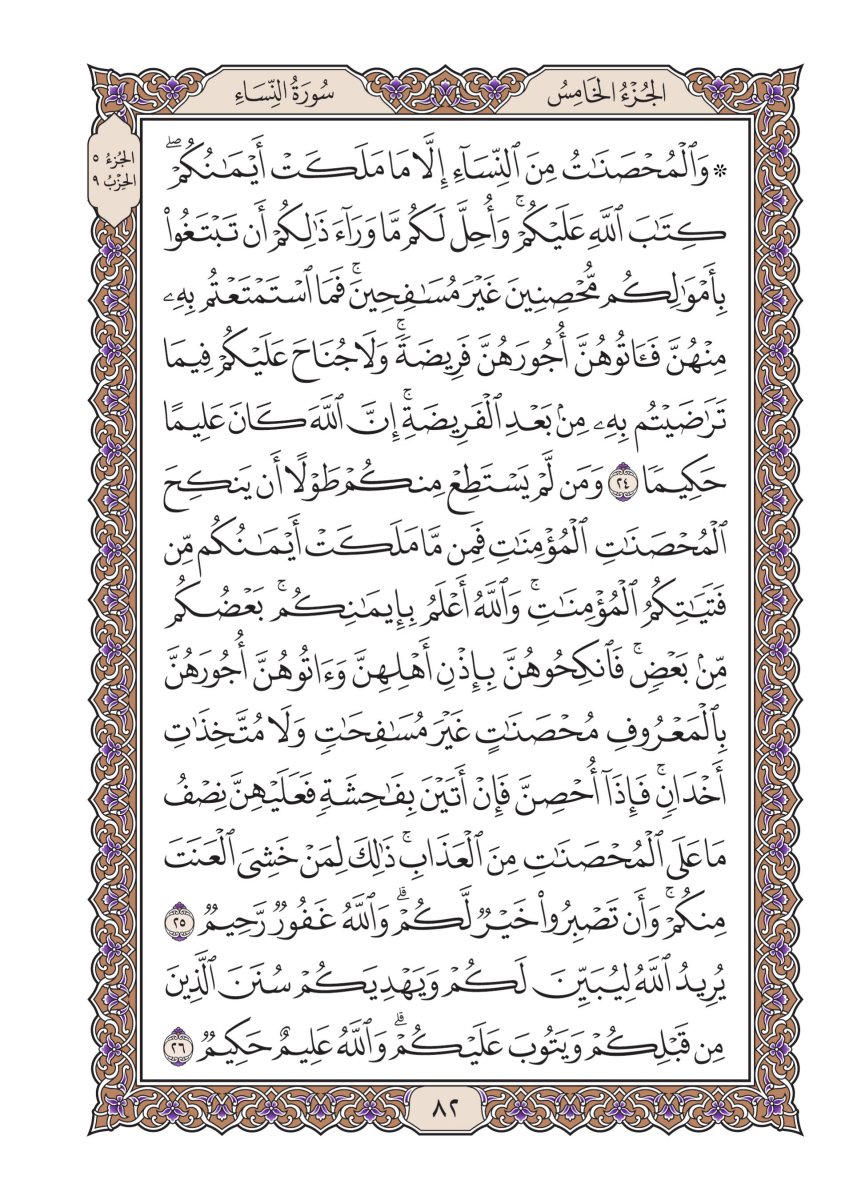 الجُزْءُ الخَامِسُ
سُورَةُ النِّسَاءِ
الجُزءُ ٥
الحِزْبُ ٩
۞ وَٱلْمُحْصَنَٰتُ مِنَ ٱلنِّسَآءِ إِلَّا مَا مَلَكَتْ أَيْمَٰنُكُمْۖ
كِتَٰبَ ٱللَّهِ عَلَيْكُمْۚ وَأُحِلَّ لَكُم مَّا وَرَآءَ ذَٰلِكُمْ أَن تَبْتَغُوا۟
بِأَمْوَٰلِكُم مُّحْصِنِينَ غَيْرَ مُسَٰفِحِينَۚ فَمَا ٱسْتَمْتَعْتُم بِهِۦ
مِنْهُنَّ فَـَٔاتُوهُنَّ أُجُورَهُنَّ فَرِيضَةًۚ وَلَا جُنَاحَ عَلَيْكُمْ فِيمَا
تَرَٰضَيْتُم بِهِۦ مِنۢ بَعْدِ ٱلْفَرِيضَةِۚ إِنَّ ٱللَّهَ كَانَ عَلِيمًا
حَكِيمًا ٢٤ وَمَن لَّمْ يَسْتَطِعْ مِنكُمْ طَوْلًا أَن يَنكِحَ
ٱلْمُحْصَنَٰتِ ٱلْمُؤْمِنَٰتِ فَمِن مَّا مَلَكَتْ أَيْمَٰنُكُم مِّن
فَتَيَٰتِكُمُ ٱلْمُؤْمِنَٰتِۚ وَٱللَّهُ أَعْلَمُ بِإِيمَٰنِكُمۚ بَعْضُكُم
مِّنۢ بَعْضٍۚ فَٱنكِحُوهُنَّ بِإِذْنِ أَهْلِهِنَّ وَءَاتُوهُنَّ أُجُورَهُنَّ
بِٱلْمَعْرُوفِ مُحْصَنَٰتٍ غَيْرَ مُسَٰفِحَٰتٍ وَلَا مُتَّخِذَٰتِ
أَخْدَانٍۚ فَإِذَآ أُحْصِنَّ فَإِنْ أَتَيْنَ بِفَٰحِشَةٍ فَعَلَيْهِنَّ نِصْفُ
مَا عَلَى ٱلْمُحْصَنَٰتِ مِنَ ٱلْعَذَابِۚ ذَٰلِكَ لِمَنْ خَشِىَ ٱلْعَنَتَ
مِنكُمْۚ وَأَن تَصْبِرُوا۟ خَيْرٌ لَّكُمْۗ وَٱللَّهُ غَفُورٌ رَّحِيمٌ ٢٥
يُرِيدُ ٱللَّهُ لِيُبَيِّنَ لَكُمْ وَيَهْدِيَكُمْ سُنَنَ ٱلَّذِينَ
مِن قَبْلِكُمْ وَيَتُوبَ عَلَيْكُمْۗ وَٱللَّهُ عَلِيمٌ حَكِيمٌ ٢٦
٨٢